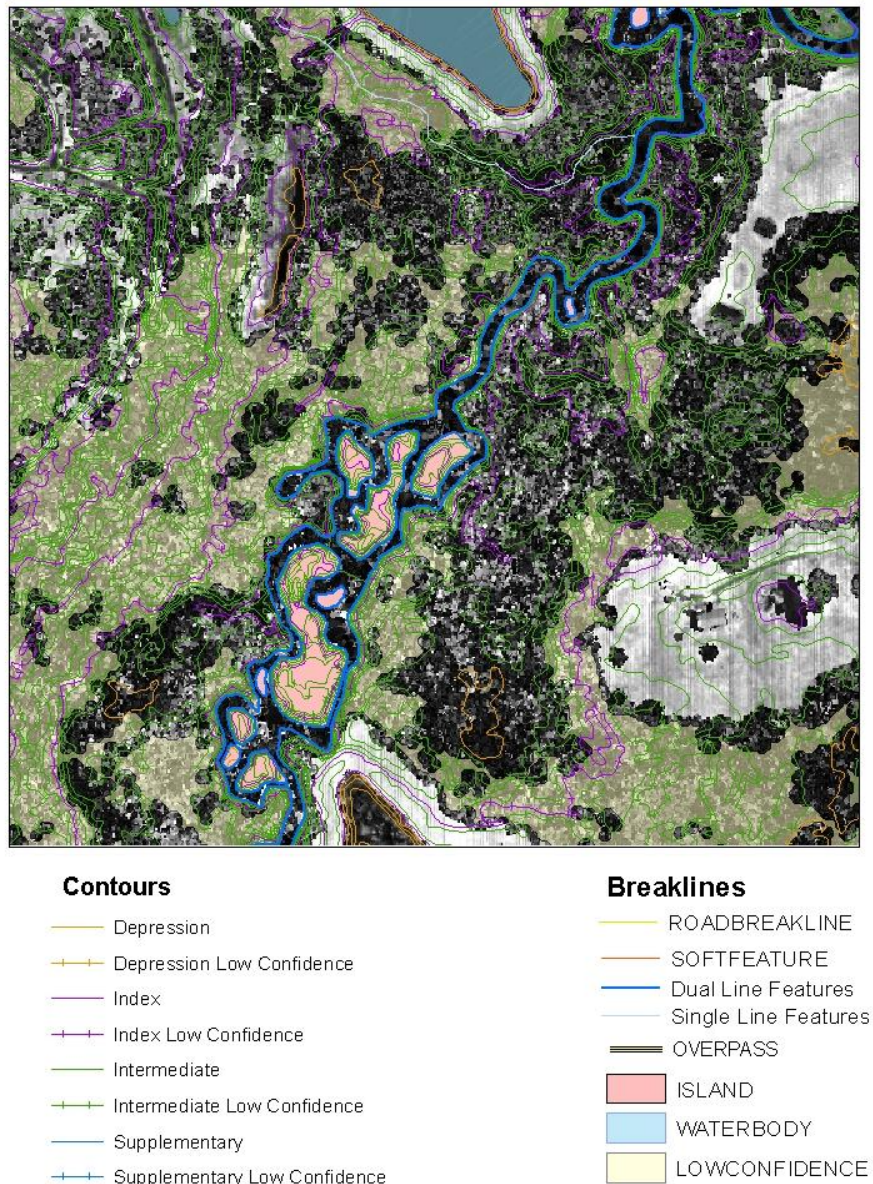 Contours
Depression
Depression Low Confidence
Index
Index Low Confidence
Intermediate
Intermediate Low Confidence
Supplementary
Supplementary Low Confidence
Breaklines
ROADBREAKLINE
SOFTFEATURE
Dual Line Features
Single Line Features
OVERPASS
ISLAND
WATERBODY
LOWCONFIDENCE